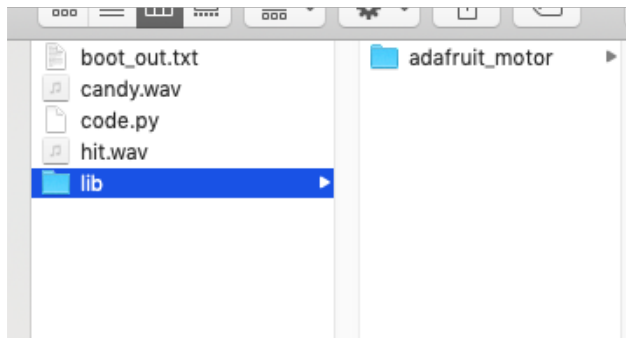 boot_out.txt
candy.wav
code.py
hit.wav
lib
adafruit_motor